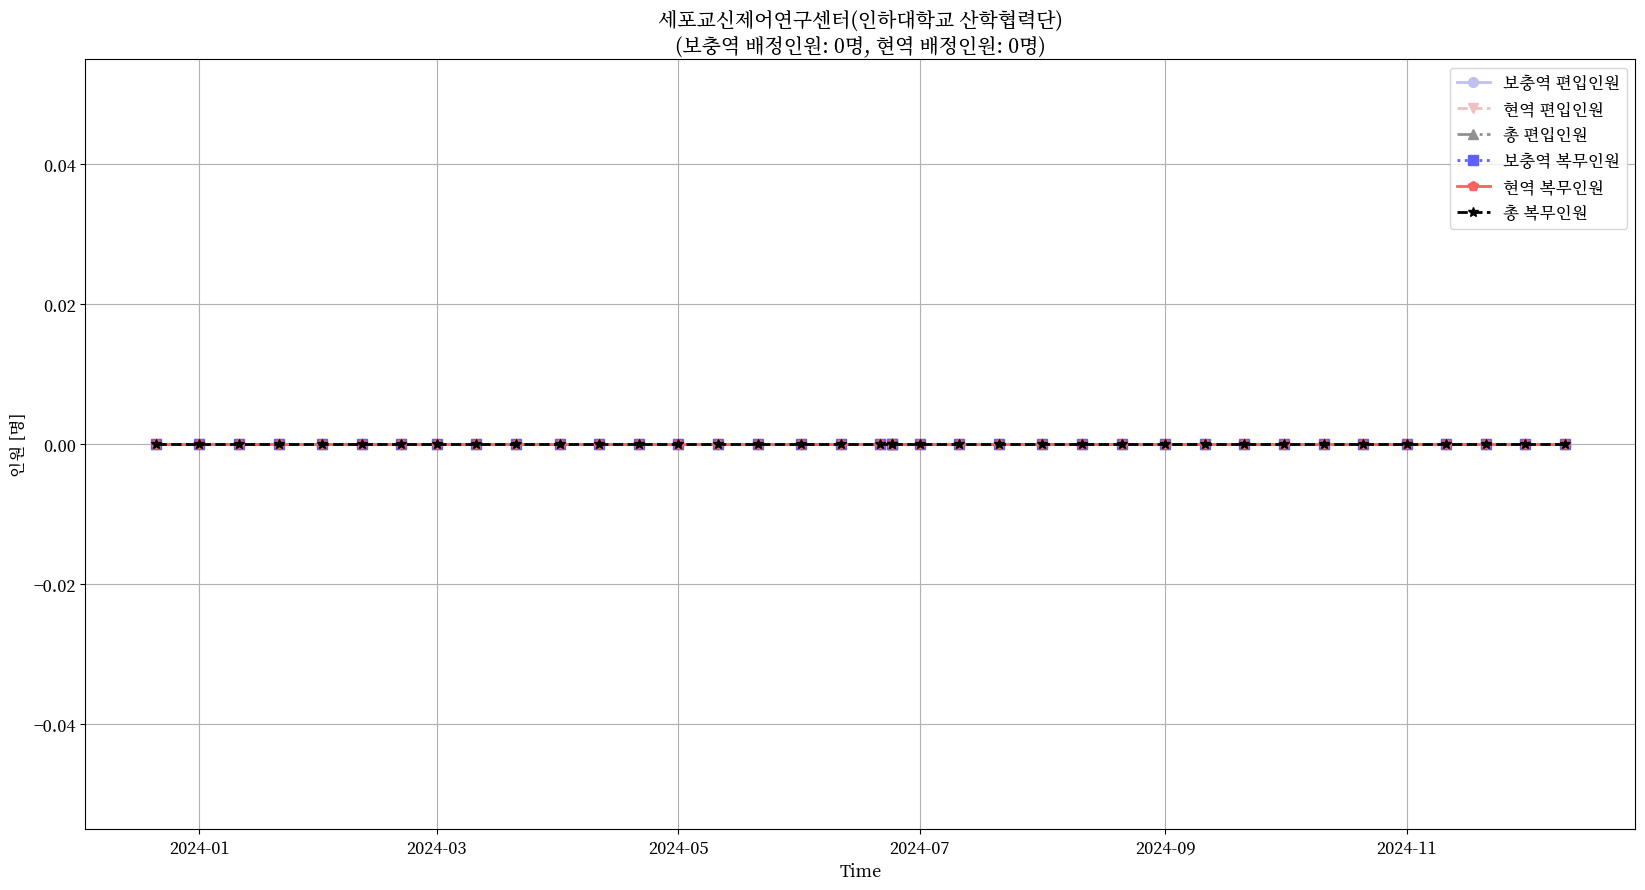 세포교신제어연구센터(인하대학교 산학협력단)
(보충역 배정인원: 0명, 현역 배정인원: 0명)
보충역 편입인원
현역 편입인원
총 편입인원
보충역 복무인원
현역 복무인원
총 복무인원
0.04
0.02
0.00
−0.02
−0.04
인원 [명]
2024-01
2024-03
2024-05
2024-07
2024-09
2024-11
Time